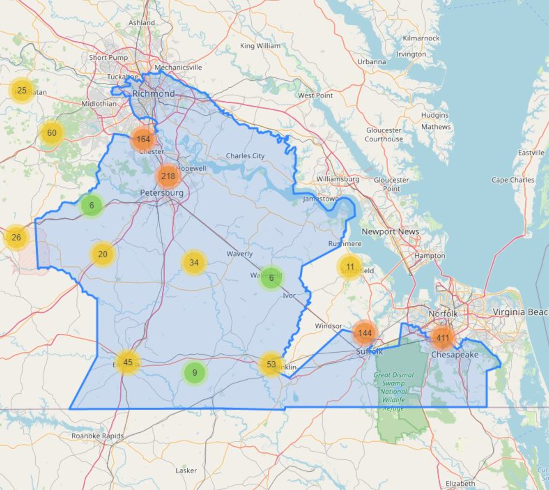 Ashland
King William
Kilmarnock
Irvington
Urbanna
Short Pump
Mechanicsville
Tucka
Richmond
West Point
Midlothian
Hudgins
Mathews
Gloucester
Courthouse
Eastville
25
60
164
Chester
Charles City
218
Hopewell
Petersburg
Williamsburg
Gloucester
Point
Jamestown
Cape Charles
6
26
20
34
Waverly
Rushmere
Newport News
Hampton
11
6
Ivor
Windsor
Norfolk
Virginia Beac
144
Suffolk
411
Chesapeake
45
9
53
Great Dismal
Swamp
National
Wildlife
Refuge
Roanoke Rapids
Lasker
Elizabeth